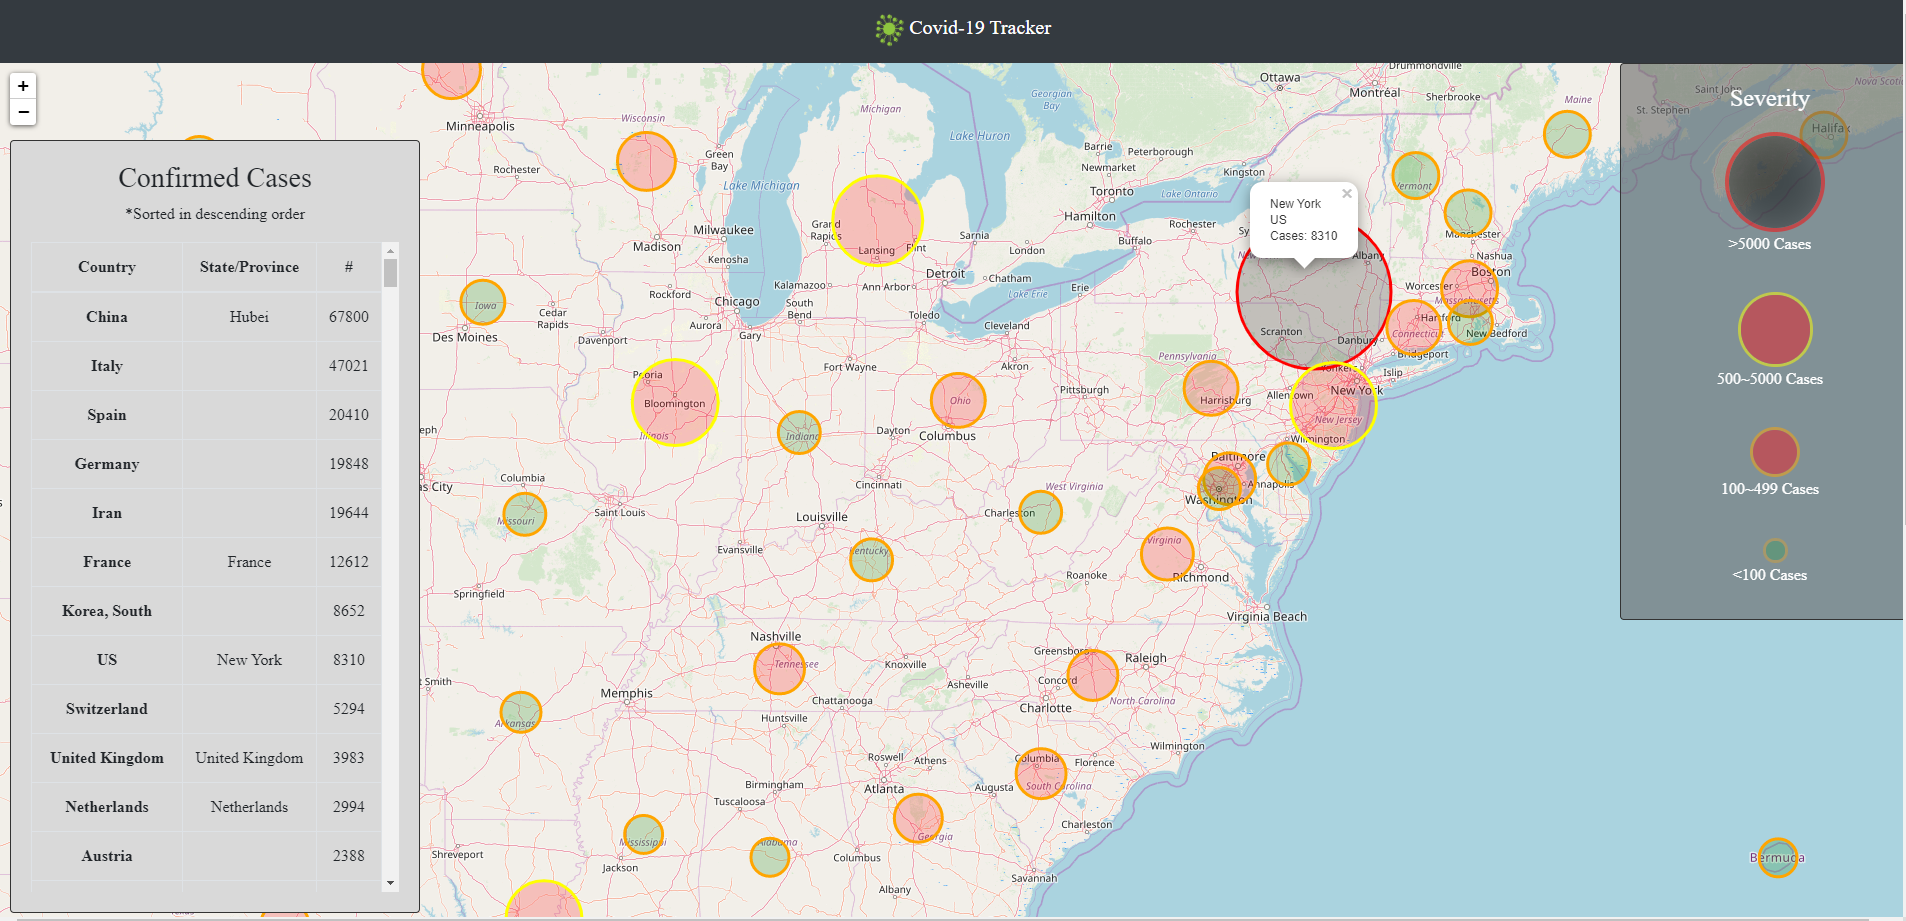 Covid-19 Tracker
+
−
Confirmed Cases
*Sorted in descending order
Country State/Province #
China Hubei 67800
Italy 47021
Spain 20410
Germany 19848
Iran 19644
France France 12612
Korea, South 8652
US New York 8310
Switzerland 5294
United Kingdom United Kingdom 3983
Netherlands Netherlands 2994
Austria 2388
Severity
>5000 Cases
500~5000 Cases
100~499 Cases
<100 Cases
×
New York
US
Cases: 8310
Ottawa
Drummondville
Montréal
Sherbrooke
Maine
Saint John
Nova Scotia
St. Stephen
Halifax
Minneapolis
Wisconsin
Michigan
Georgian
Bay
Lake Huron
Barrie
Peterborough
Newmarket
Kingston
Toronto
Lake Ontario
Hamilton
Rochester
Buffalo
Vermont
Manchester
Nashua
Boston
Worcester
Massachusetts
Albany
Rochester
Green
Bay
Lake Michigan
Milwaukee
Madison
Kenosha
Grand
Rapids
Lansing
Flint
Sarnia
London
Detroit
Chatham
Lake Erie
Erie
Kalamazoo
Ann Arbor
Rockford
Chicago
South
Bend
Toledo
Cleveland
Aurora
Gary
Iowa
Cedar
Rapids
Des Moines
Davenport
Scranton
Danbury
Connecticut
Hartford
New Bedford
Bridgeport
Yonkers
Islip
New York
Pennsylvania
Akron
Fort Wayne
Pittsburgh
Harrisburg
Allentown
New Jersey
Wilmington
Peoria
Bloomington
Illinois
Indiana
Ohio
Dayton
Columbus
Baltimore
Annapolis
Washington
West Virginia
Cincinnati
Columbia
Missouri
Saint Louis
Louisville
Charleston
Evansville
Kentucky
Virginia
Richmond
Roanoke
Springfield
Virginia Beach
Nashville
Tennessee
Knoxville
Greensboro
Raleigh
Asheville
Concord
Charlotte
North Carolina
Memphis
Chattanooga
Huntsville
Arkansas
Wilmington
Roswell
Athens
Columbia
Florence
South Carolina
Birmingham
Atlanta
Augusta
Tuscaloosa
Charleston
Georgia
Mississippi
Alabama
Columbus
Jackson
Shreveport
Savannah
Albany
Bermuda